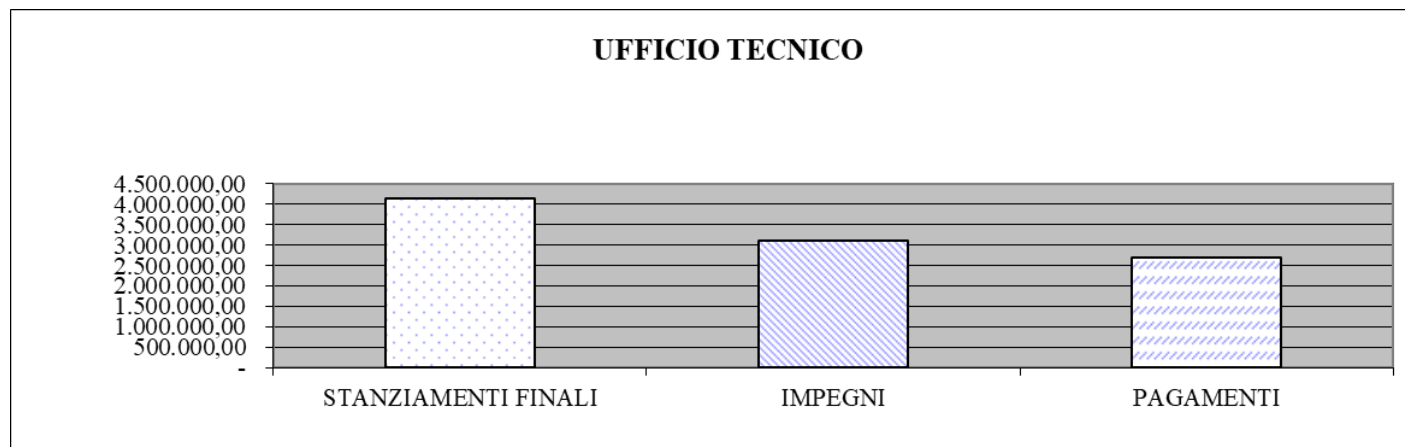 UFFICIO TECNICO
4.500.000,00
4.000.000,00
3.500.000,00
3.000.000,00
2.500.000,00
2.000.000,00
1.500.000,00
1.000.000,00
500.000,00
-
STANZIAMENTI FINALI
IMPEGNI
PAGAMENTI